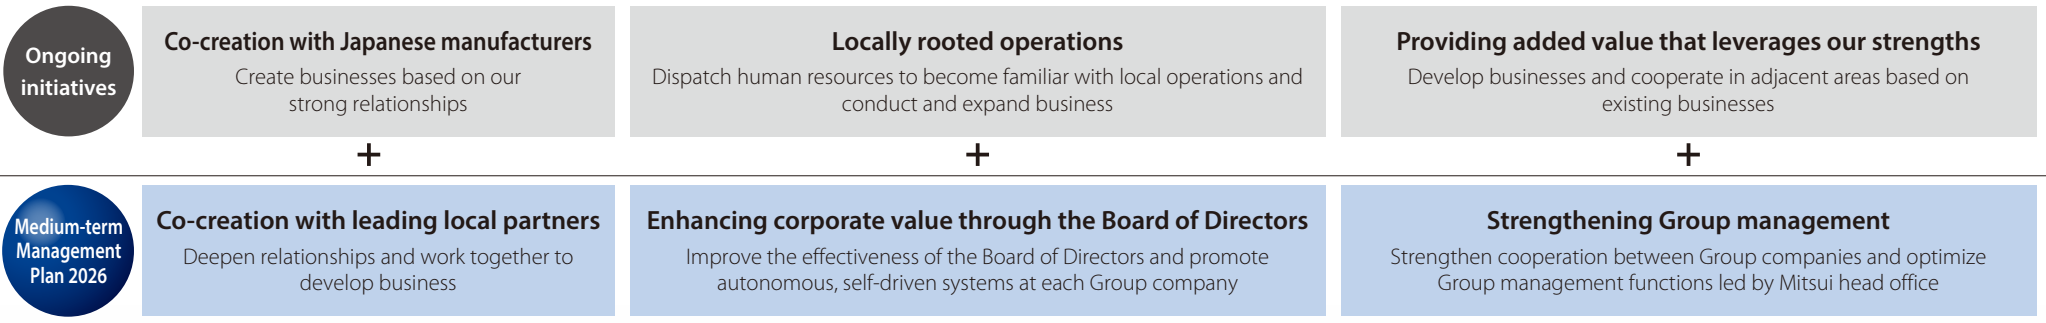 Ongoing
initiatives
Co-creation with Japanese manufacturers
Create businesses based on our
strong relationships
Locally rooted operations
Dispatch human resources to become familiar with local operations and
conduct and expand business
Providing added value that leverages our strengths
Develop businesses and cooperate in adjacent areas based on
existing businesses
+
+
+
Medium-term
Management
Plan 2026
Co-creation with leading local partners
Deepen relationships and work together to
develop business
Enhancing corporate value through the Board of Directors
Improve the effectiveness of the Board of Directors and promote
autonomous, self-driven systems at each Group company
Strengthening Group management
Strengthen cooperation between Group companies and optimize
Group management functions led by Mitsui head office